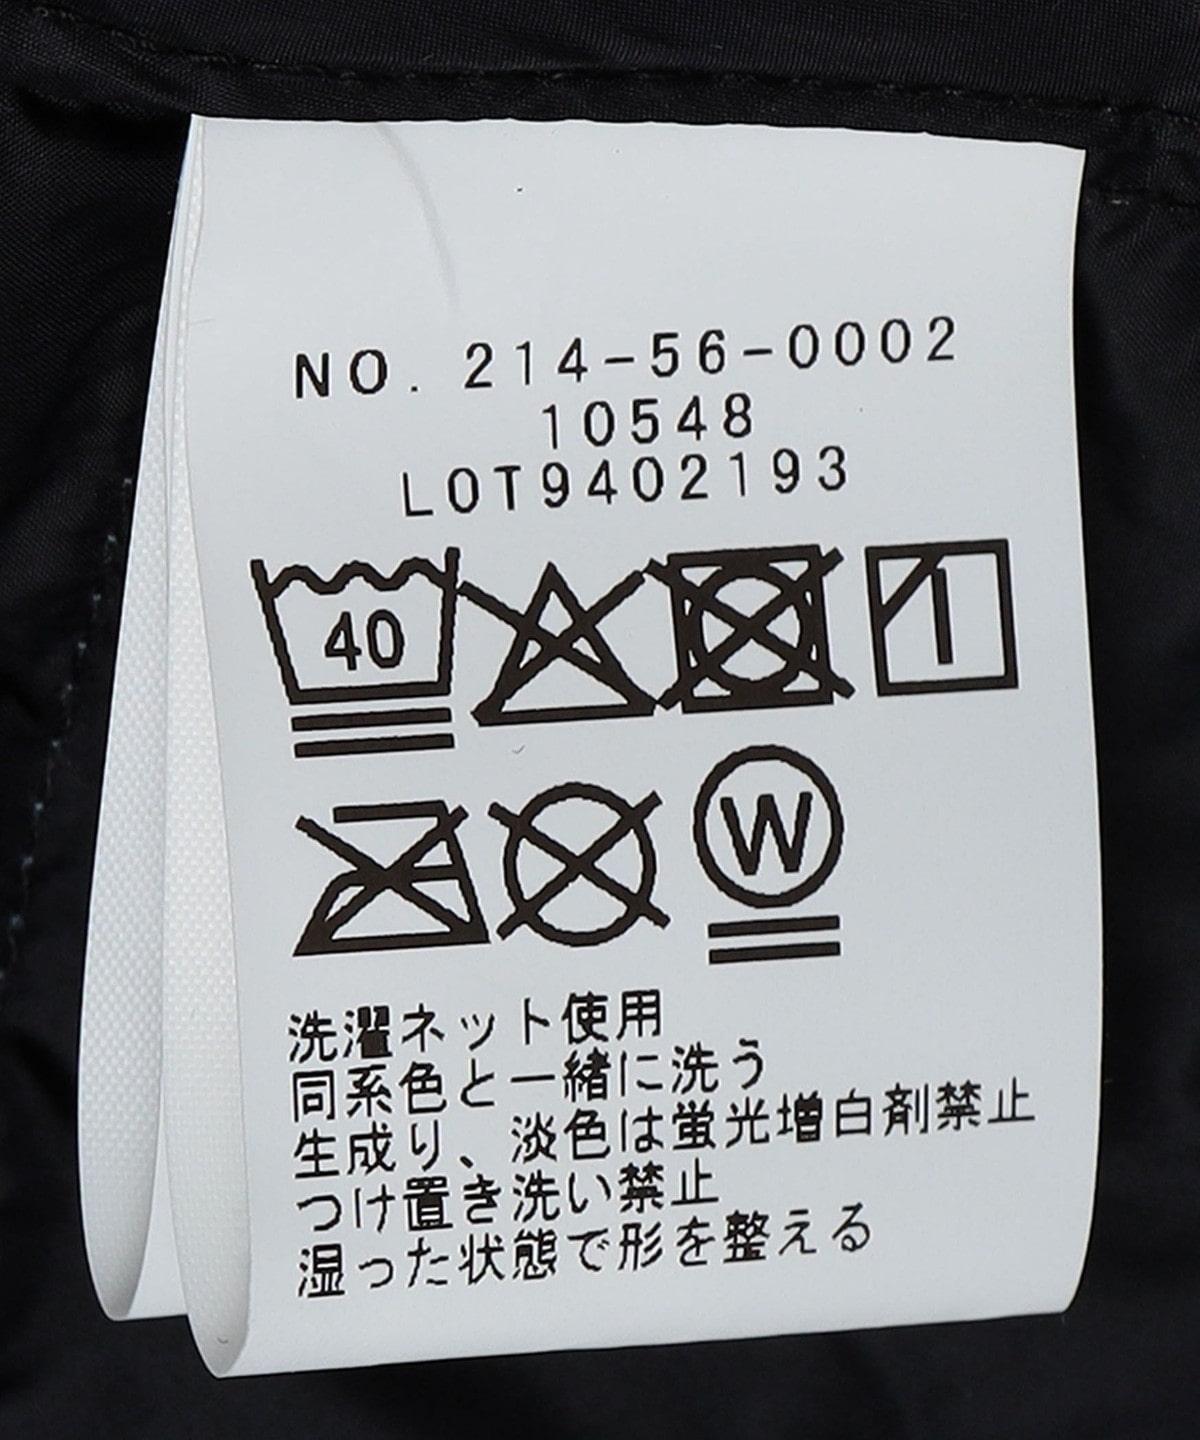 NO. 214-56-0002
10548
LOT9402193
40
W
洗濯ネット使用
同系色と一緒に洗う
生成り、淡色は蛍光増白剤禁止
つけ置き洗い禁止
湿った状態で形を整える